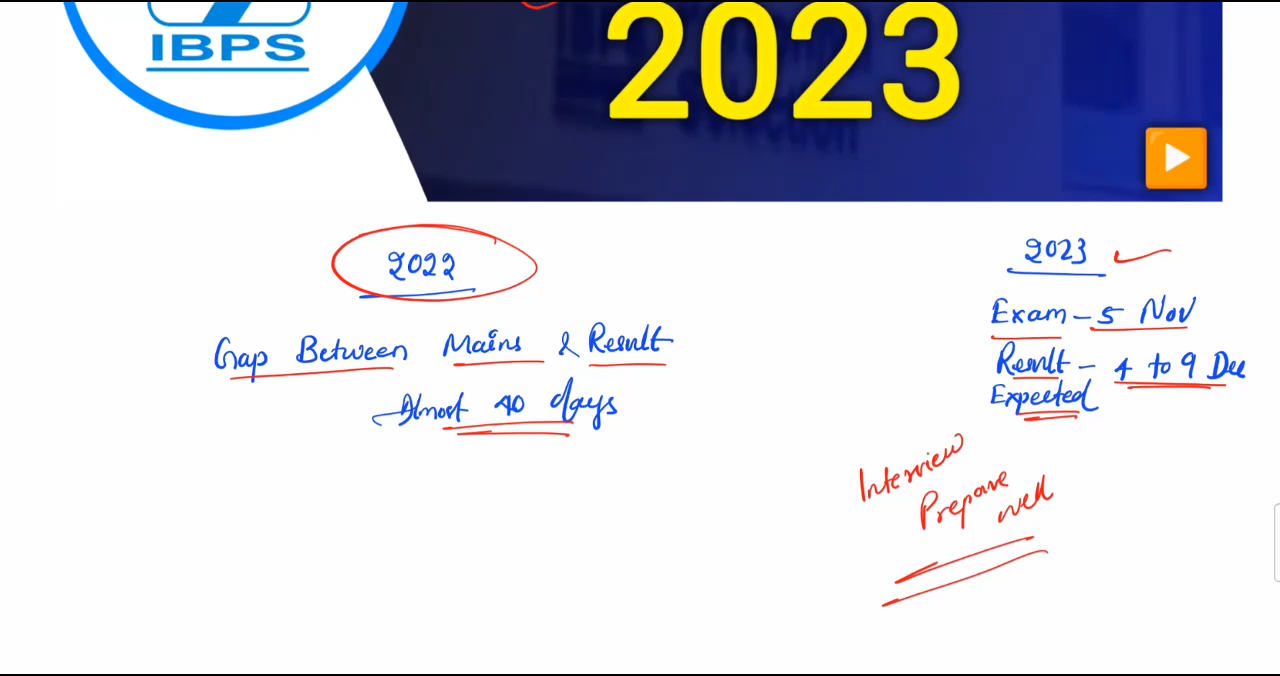 IBPS
2023
2022
Gap Between Mains & Result
Almost 40 days
2023
Exam - 5 Nov
Result - 4 to 9 Dec
Expected
Interview
Prepare
well